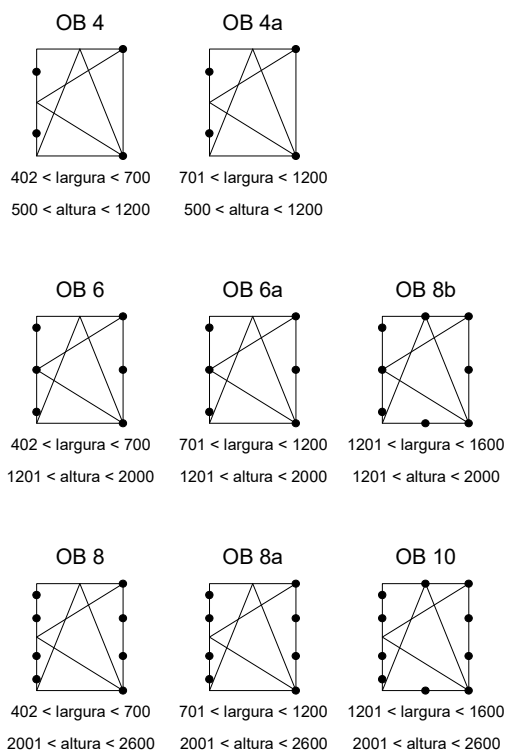 OB 4
OB 4a
402 < largura < 700
701 < largura < 1200
500 < altura < 1200
500 < altura < 1200
OB 6
OB 6a
OB 8b
402 < largura < 700
701 < largura < 1200
1201 < largura < 1600
1201 < altura < 2000
1201 < altura < 2000
1201 < altura < 2000
OB 8
OB 8a
OB 10
402 < largura < 700
701 < largura < 1200
1201 < largura < 1600
2001 < altura < 2600
2001 < altura < 2600
2001 < altura < 2600